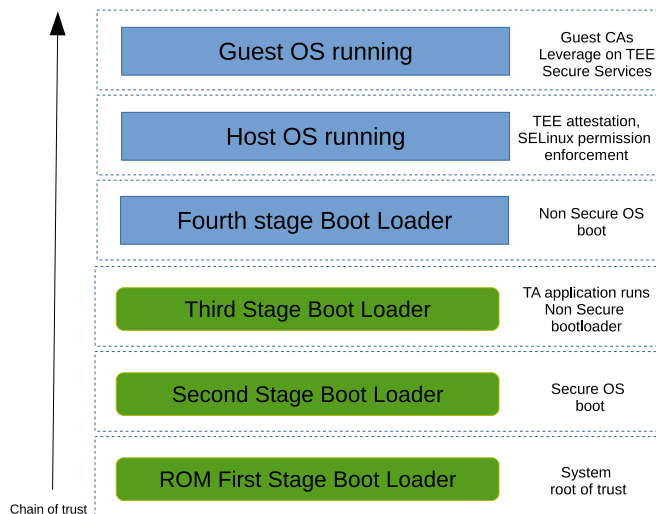 Guest OS running
Guest CAs
Leverage on TEE
Secure Services
Host OS running
TEE attestation,
SELinux permission
enforcement
Fourth stage Boot Loader
Non Secure OS
boot
Third Stage Boot Loader
TA application runs
Non Secure
bootloader
Second Stage Boot Loader
Secure OS
boot
ROM First Stage Boot Loader
System
root of trust
Chain of trust